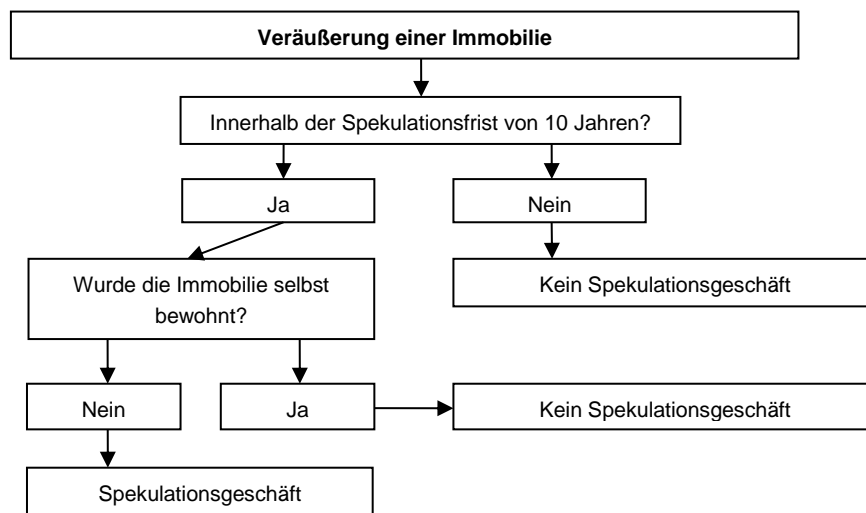 Veräußerung einer Immobilie
Innerhalb der Spekulationsfrist von 10 Jahren?
Ja
Nein
Wurde die Immobilie selbst
bewohnt?
Kein Spekulationsgeschäft
Nein
Ja
Kein Spekulationsgeschäft
Spekulationsgeschäft